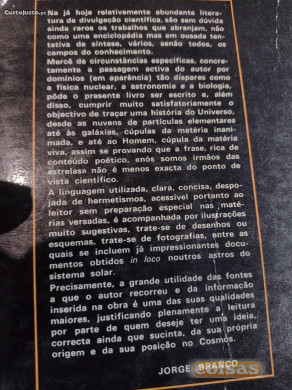 Na já hoje relativamente abundante litera-
tura de divulgação científica, são sem dúvida
ainda raros os trabalhos que abranjam, não
como uma enciclopédia mas em ousada ten-
tativa de síntese, vários, senão todos, os
campos do conhecimento.
Mercê de circunstâncias específicas, concre-
tamente a passagem activa do autor por
domínios (em aparência) tão díspares como
a física nuclear, a astronomia e a biologia,
pôde o presente livro ser escrito e, além
disso, cumprir muito satisfatoriamente o
objectivo de traçar uma história do Universo,
desde as nuvens de partículas elementares
até às galáxias, cúpulas da matéria inani-
mada, e até ao Homem, cúpula da matéria
viva, assim se provando que a frase, rica de
conteúdo poético, «nós somos irmãos das
estrelas» não é menos exacta do ponto de
vista científico.
A linguagem utilizada, clara, concisa, despo-
jada de hermetismos, acessível portanto ao
leitor sem preparação especial nas maté-
rias versadas, é acompanhada por ilustrações
muito sugestivas, trate-se de desenhos ou
esquemas, trate-se de fotografias, entre as
quais se incluem já impressionantes docu-
mentos obtidos in loco noutros astros do
sistema solar.
Precisamente, a grande utilidade das fontes
a que o autor recorreu e da informação
inserida na obra é uma das suas qualidades
maiores, justificando plenamente a leitura
por parte de quem deseje ter uma ideia,
correcta ainda que sucinta, da sua própria
origem e da sua posição no Cosmos.
JORGE BRANCO
coisas